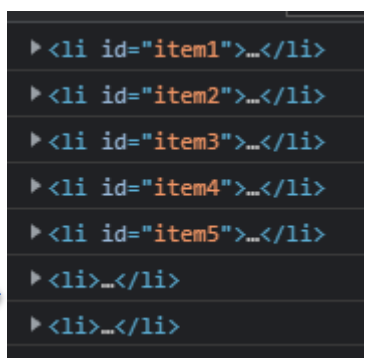 <li id="item1">…</li>
<li id="item2">…</li>
<li id="item3">…</li>
<li id="item4">…</li>
<li id="item5">…</li>
<li>…</li>
<li>…</li>